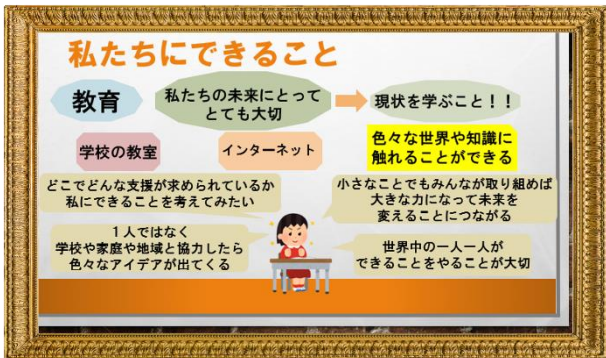 私たちにできること
教育
私たちの未来にとって
とても大切
現状を学ぶこと！！
学校の教室
インターネット
色々な世界や知識に
触れることができる
どこでどんな支援が求められているか
私にできることを考えてみたい
小さなことでもみんなが取り組めば
大きな力になって未来を
変えることにつながる
１人ではなく
学校や家庭や地域と協力したら
色々なアイデアが出てくる
世界中の一人一人が
できることをやることが大切